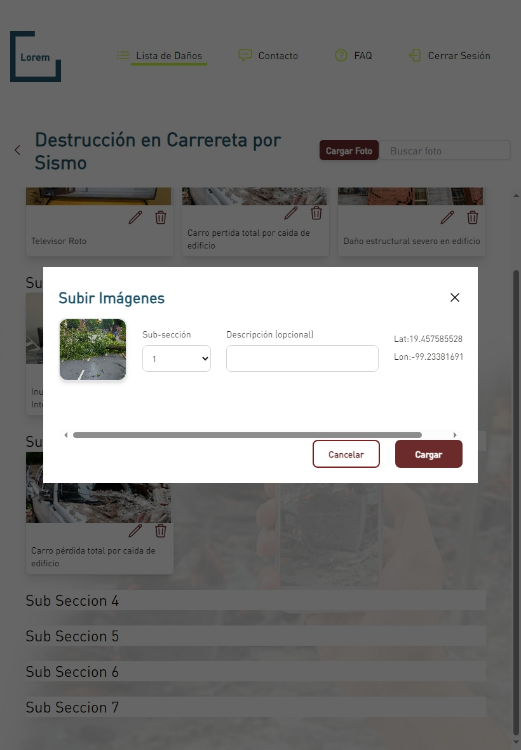 Lorem
Lista de Daños
Contacto
FAQ
Cerrar Sesión
Destrucción en Carrereta por
Sismo
Cargar Foto
Buscar foto
Televisor Roto
Carro pertida total por caida de
edificio
Daño estructural severo en edificio
Su
Subir Imágenes
Sub-sección
Descripción (opcional)
1
Lat:19.457585528
Lon:-99.23381691
Inu
Inte
Su
Cancelar
Cargar
Carro pérdida total por caida de
edificio
Sub Seccion 4
Sub Seccion 5
Sub Seccion 6
Sub Seccion 7